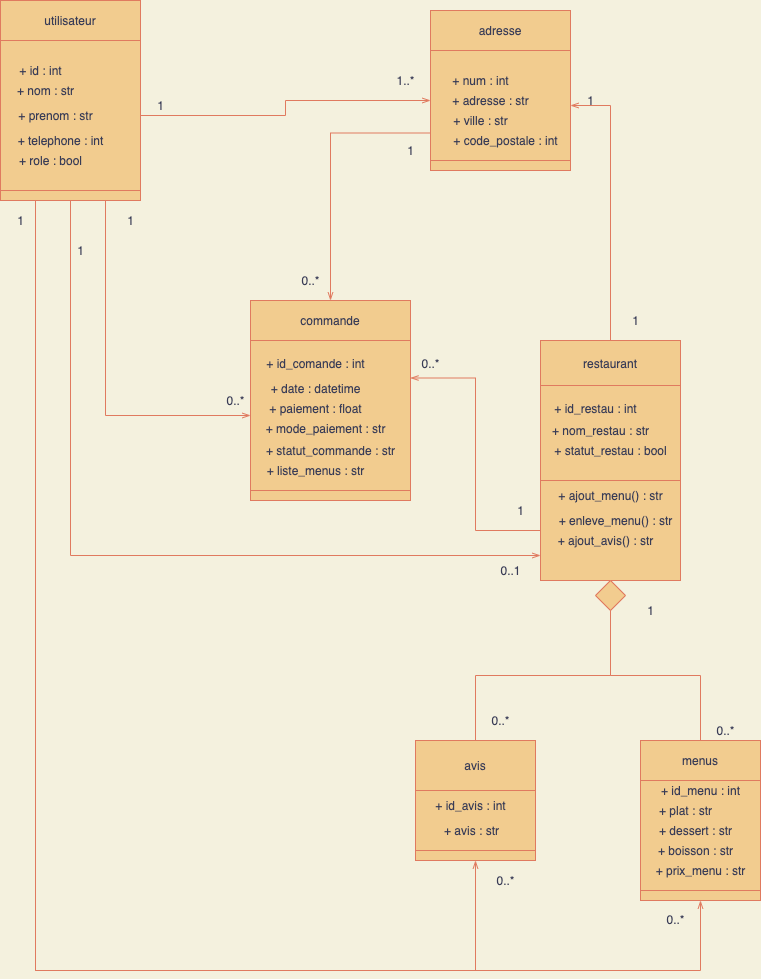 utilisateur
+ id : int
+ nom : str
+ prenom : str
+ telephone : int
+ role : bool
adresse
+ num : int
+ adresse : str
+ ville : str
+ code_postale : int
1
1..*
1
1
0..*
1
1
1
1
commande
+ id_comande : int
+ date : datetime
+ paiement : float
+ mode_paiement : str
+ statut_commande : str
+ liste_menus : str
0..*
0..*
1
0..1
restaurant
+ id_restau : int
+ nom_restau : str
+ statut_restau : bool
+ ajout_menu() : str
+ enleve_menu() : str
+ ajout_avis() : str
1
0..*
0..*
avis
+ id_avis : int
+ avis : str
0..*
menus
+ id_menu : int
+ plat : str
+ dessert : str
+ boisson : str
+ prix_menu : str
0..*